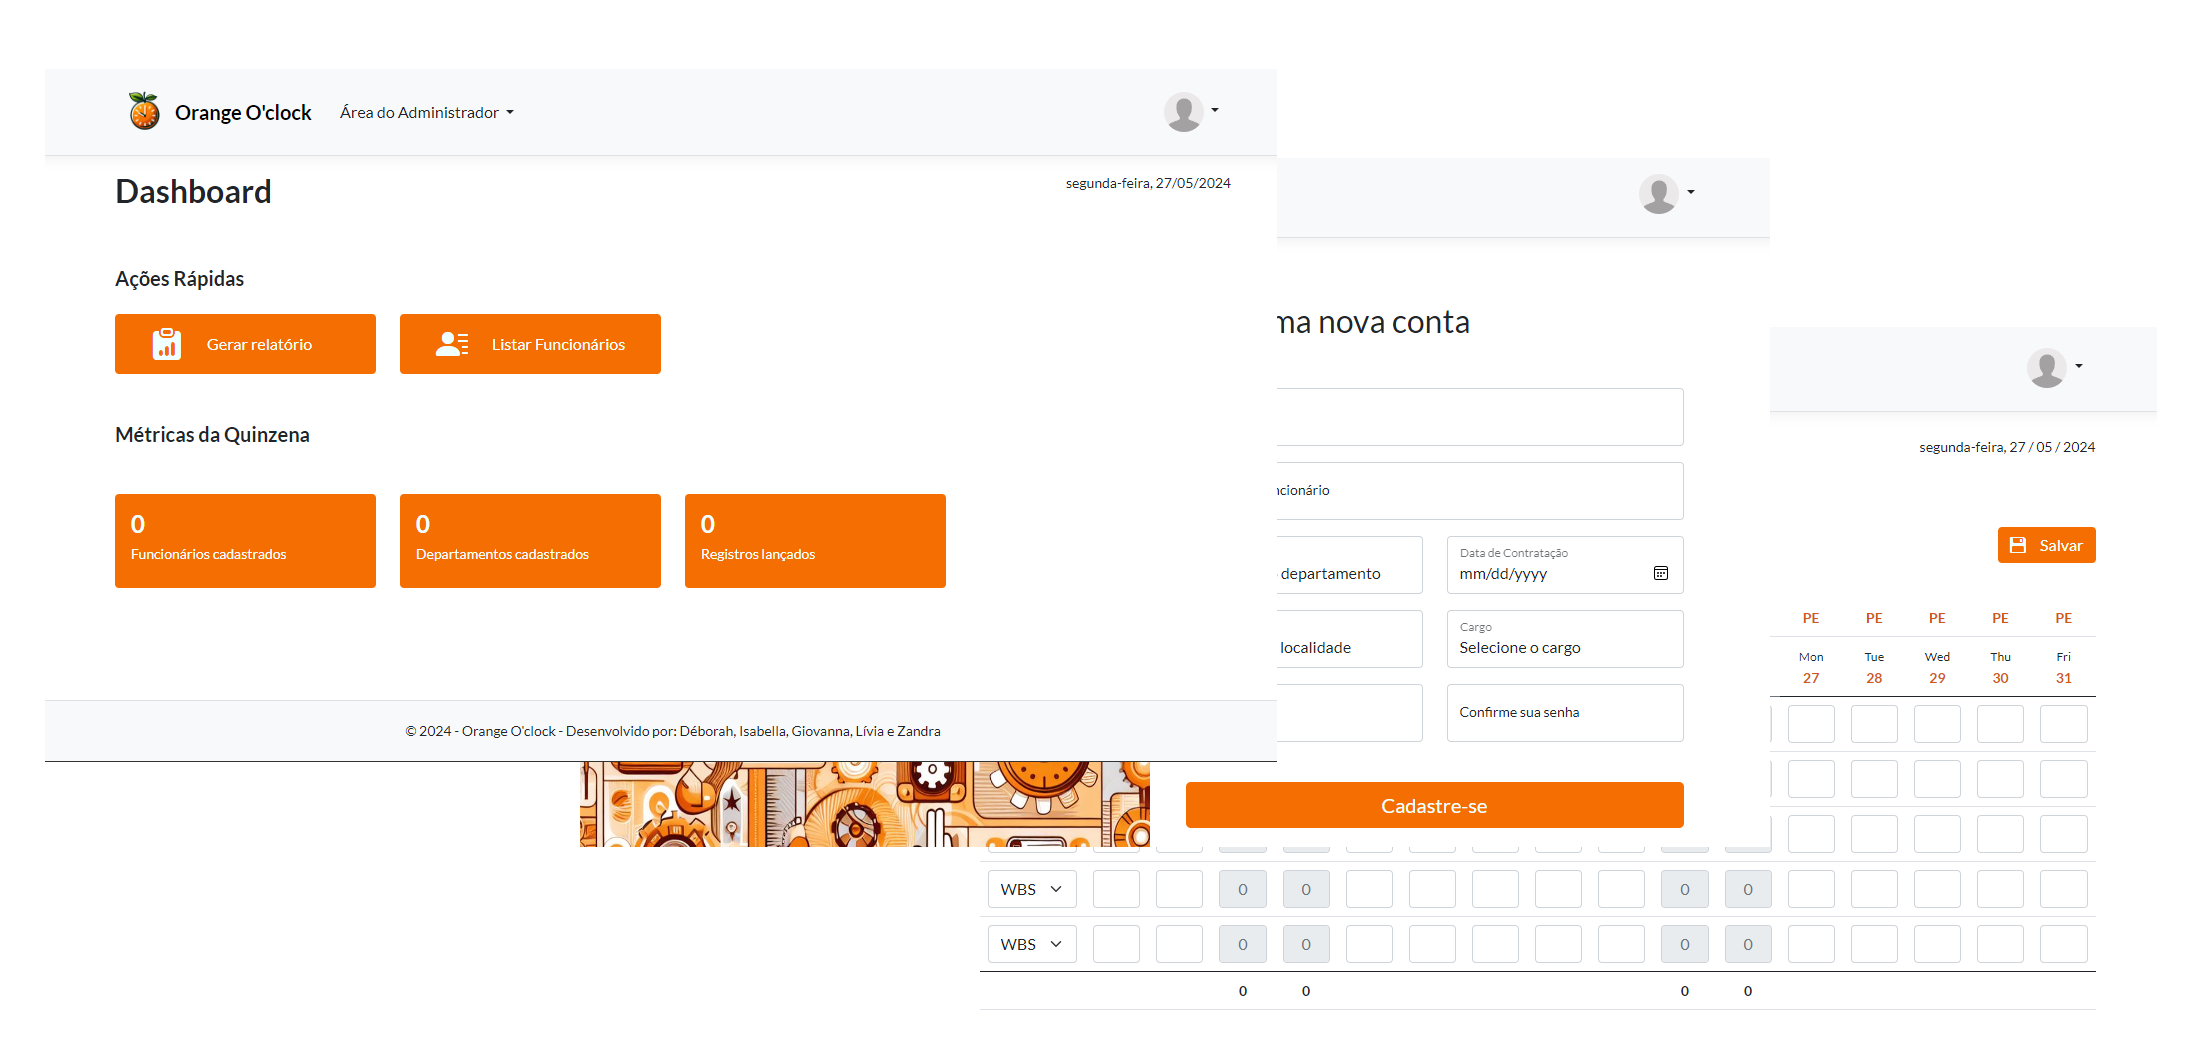 Orange O'clock
Área do Administrador
Dashboard
segunda-feira, 27/05/2024
Ações Rápidas
Gerar relatório
Listar Funcionários
Métricas da Quinzena
0
Funcionários cadastrados
0
Departamentos cadastrados
0
Registros lançados
© 2024 - Orange O'clock - Desenvolvido por: Déborah, Isabella, Giovanna, Lívia e Zandra
nova conta
departamento
Data de Contratação
mm/dd/yyyy
localidade
Cargo
Selecione o cargo
Confirme sua senha
Cadastre-se
segunda-feira, 27 / 05 / 2024
Salvar
PE PE PE PE PE
Mon Tue Wed Thu Fri
27 28 29 30 31
WBS 0 0 0 0
WBS 0 0 0 0
0 0 0 0